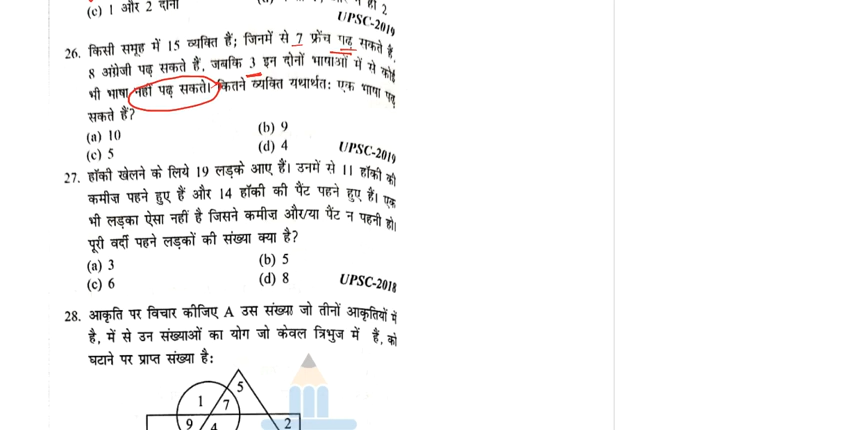 (c) 1 और 2 दोनों
2
UPSC-2019
26. किसी समूह में 15 व्यक्ति हैं; जिनमें से 7 फ्रेंच पढ़ सकते हैं,
8 अंग्रेजी पढ़ सकते हैं, जबकि 3 इन दोनों भाषाओं में से कोई
भी भाषा नहीं पढ़ सकते। कितने व्यक्ति यथार्थत: एक भाषा पढ़
सकते हैं?
(a) 10 (b) 9
(c) 5 (d) 4 UPSC-2019
27. हॉकी खेलने के लिये 19 लड़के आए हैं। उनमें से 11 हॉकी की
कमीज पहने हुए हैं और 14 हॉकी की पैंट पहने हुए हैं। एक
भी लड़का ऐसा नहीं है जिसने कमीज और/या पैंट न पहनी हो।
पूरी वर्दी पहने लड़कों की संख्या क्या है?
(a) 3 (b) 5
(c) 6 (d) 8 UPSC-2018
28. आकृति पर विचार कीजिए A उस संख्या जो तीनों आकृतियों में
है, में से उन संख्याओं का योग जो केवल त्रिभुज में हैं, को
घटाने पर प्राप्त संख्या है:
5
1 7
9 4 2